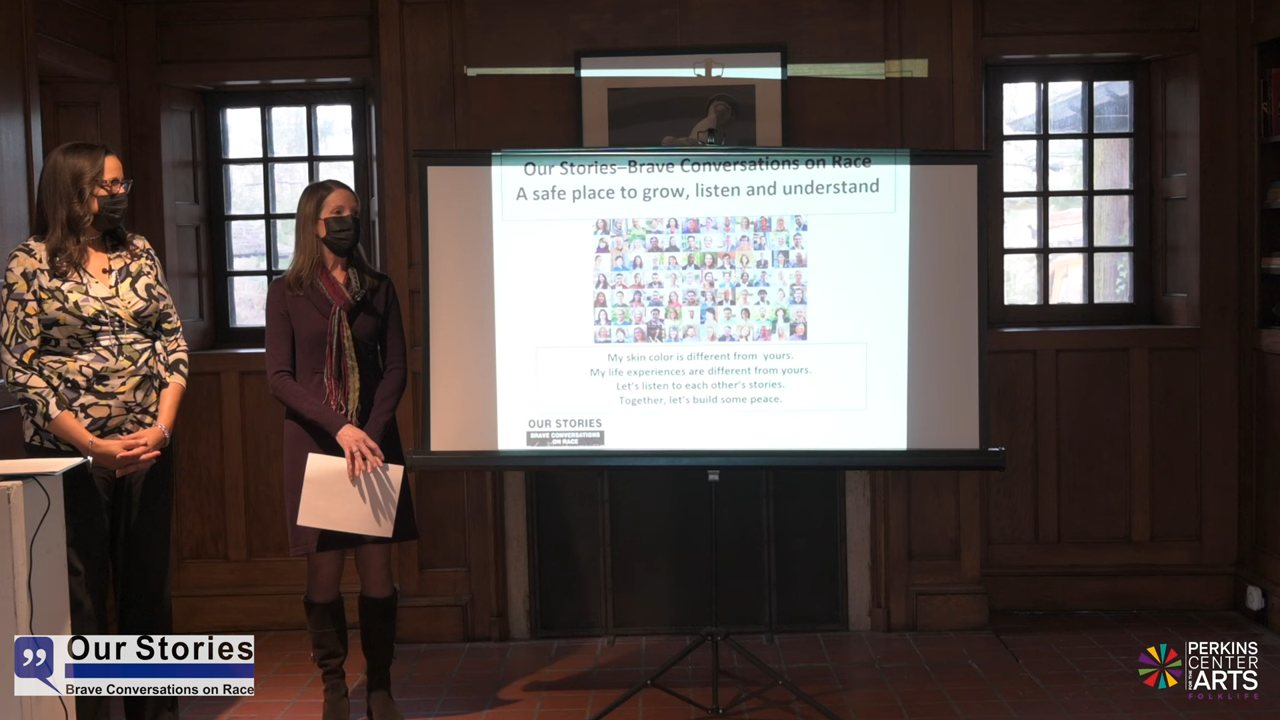 Our Stories–Brave Conversations on Race
A safe place to grow, listen and understand
My skin color is different from yours.
My life experiences are different from yours.
Let's listen to each other's stories.
Together, let's build some peace.
OUR STORIES
BRAVE CONVERSATIONS
ON RACE
Our Stories
Brave Conversations on Race
PERKINS
CENTER
FOR THE
ARTS
FOLKLIFE